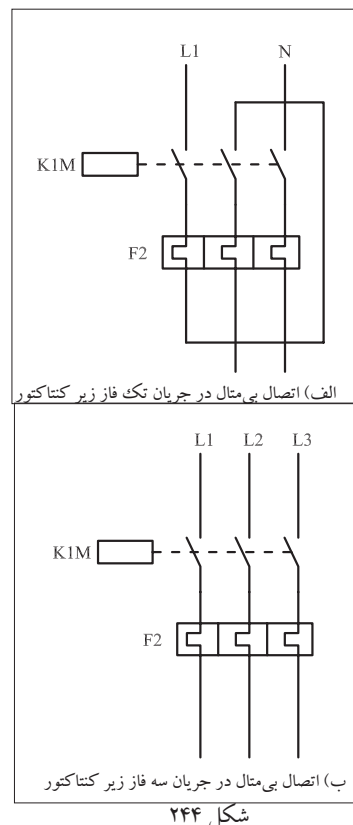 L1 N
K1M
F2
الف) اتصال بی‌متال در جریان تک فاز زیر کنتاکتور
L1 L2 L3
K1M
F2
ب) اتصال بی‌متال در جریان سه فاز زیر کنتاکتور
شکل ۲۴۴